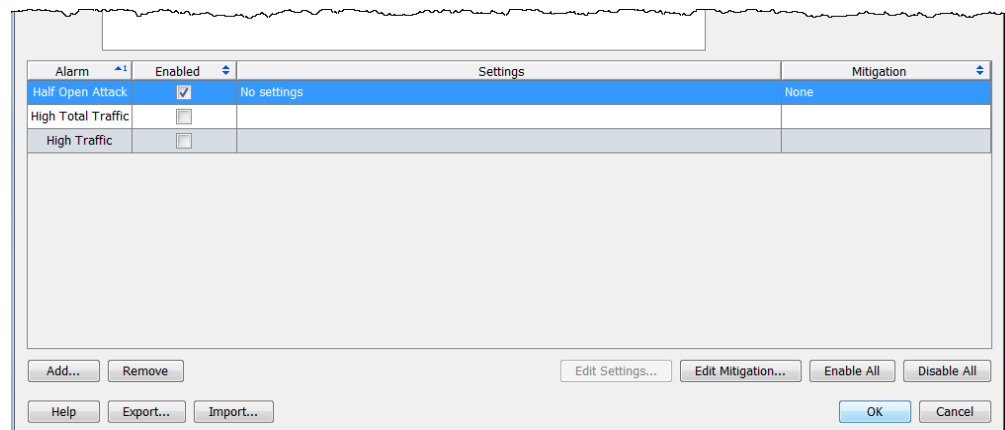 Alarm 1 Enabled Settings Mitigation
Half Open Attack No settings None
High Total Traffic
High Traffic
Add... Remove Edit Settings... Edit Mitigation... Enable All Disable All
Help Export... Import... OK Cancel